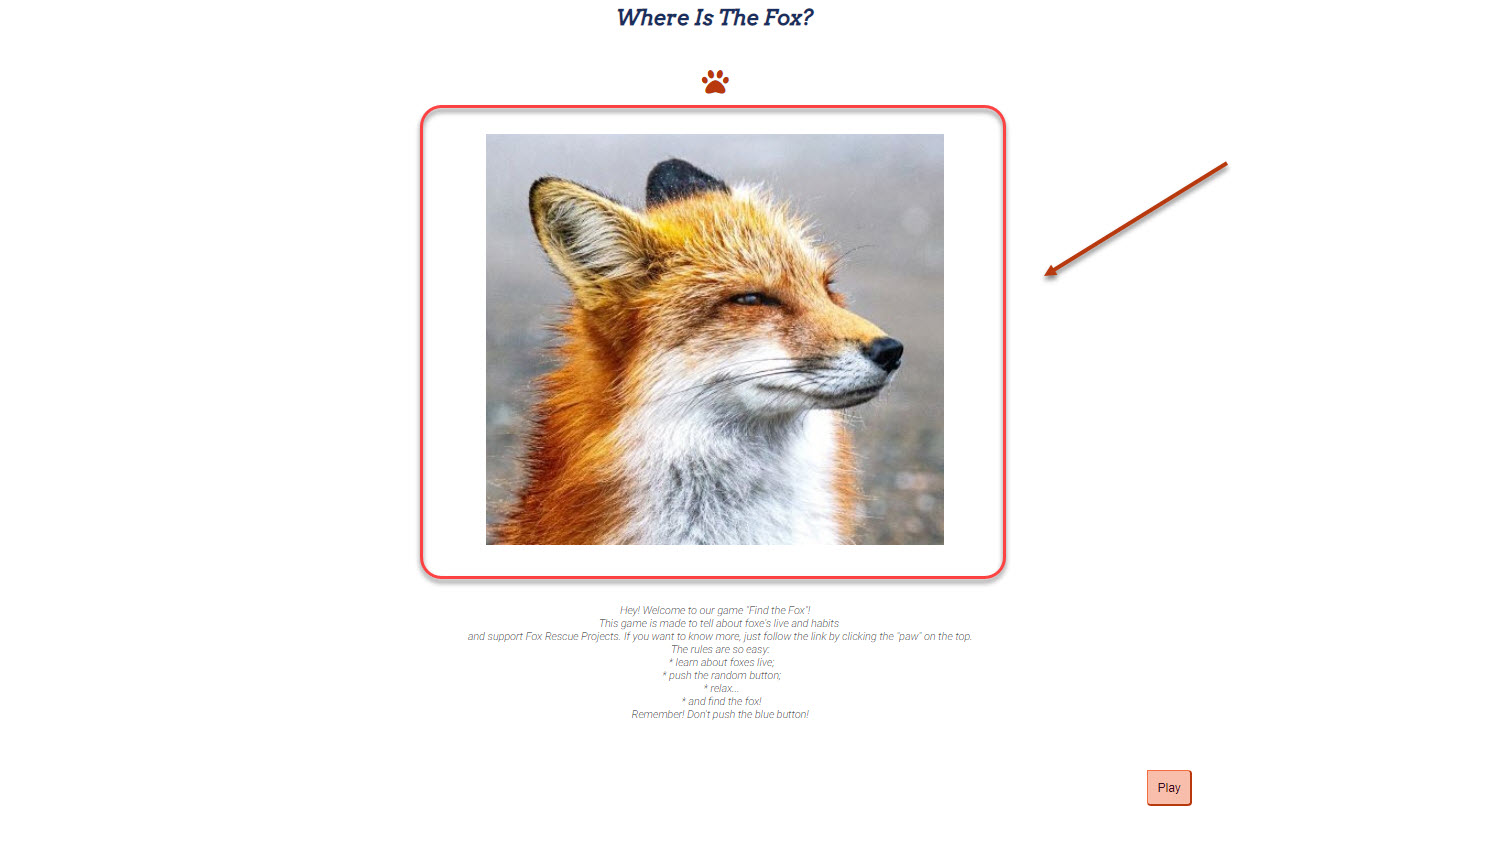 Where Is The Fox?
Hey! Welcome to our game "Find the Fox"!
This game is made to tell about foxe's live and habits
and support Fox Rescue Projects. If you want to know more, just follow the link by clicking the "paw" on the top.
The rules are so easy:
* learn about foxes live;
* push the random button;
* relax...
* and find the fox!
Remember! Don't push the blue button!
Play